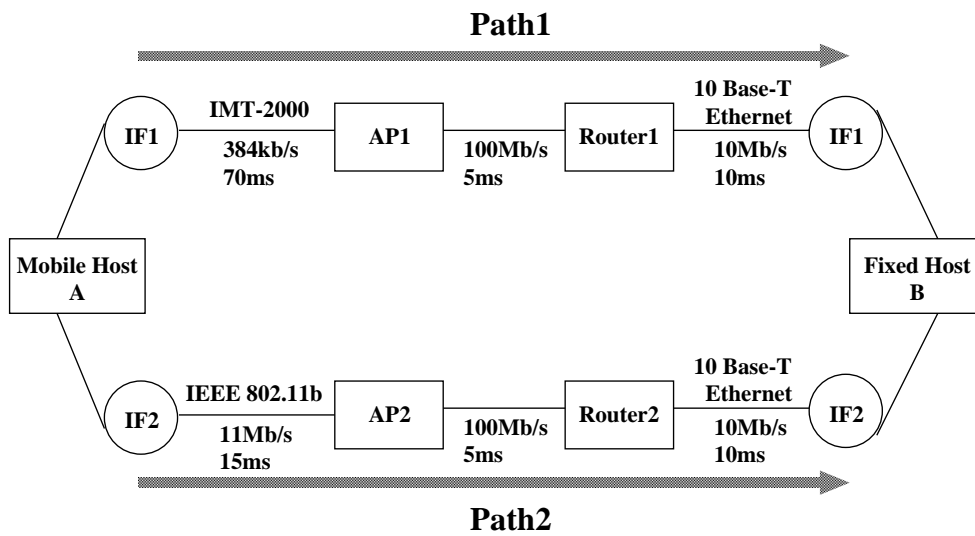 Path1
IMT-2000
10 Base-T
Ethernet
IF1
AP1
Router1
IF1
384kb/s
70ms
100Mb/s
5ms
10Mb/s
10ms
Mobile Host
A
Fixed Host
B
IEEE 802.11b
10 Base-T
Ethernet
IF2
AP2
Router2
IF2
11Mb/s
15ms
100Mb/s
5ms
10Mb/s
10ms
Path2